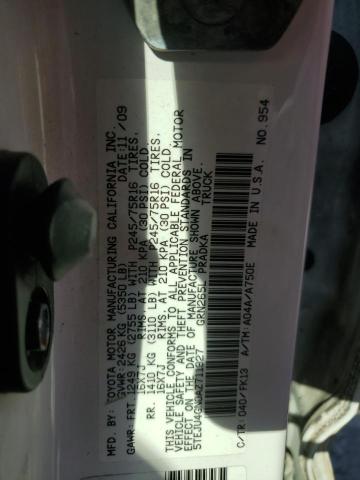 MFD. BY: TOYOTA MOTOR MANUFACTURING CALIFORNIA INC.
GVWR: 2426 KG (5350 LB) DATE: 11/09
GAWR: FRT. 1249 KG (2755 LB) WITH P245/75R16 TIRES.
16X7J RIMS. AT 210 KPA (30 PSI) COLD
RR. 1410 KG (3110 LB) WITH P245/75R16 TIRES.
16X7J RIMS. AT 210 KPA (30 PSI) COLD
THIS VEHICLE CONFORMS TO ALL APPLICABLE FEDERAL MOTOR
VEHICLE SAFETY AND THEFT PREVENTION STANDARDS IN
EFFECT ON THE DATE OF MANUFACTURE SHOWN ABOVE.
TRUCK
GRN265L PRADKA
C/TR: 040/FK13 A/TM: A04A/A750E MADE IN U.S.A. NO. 954